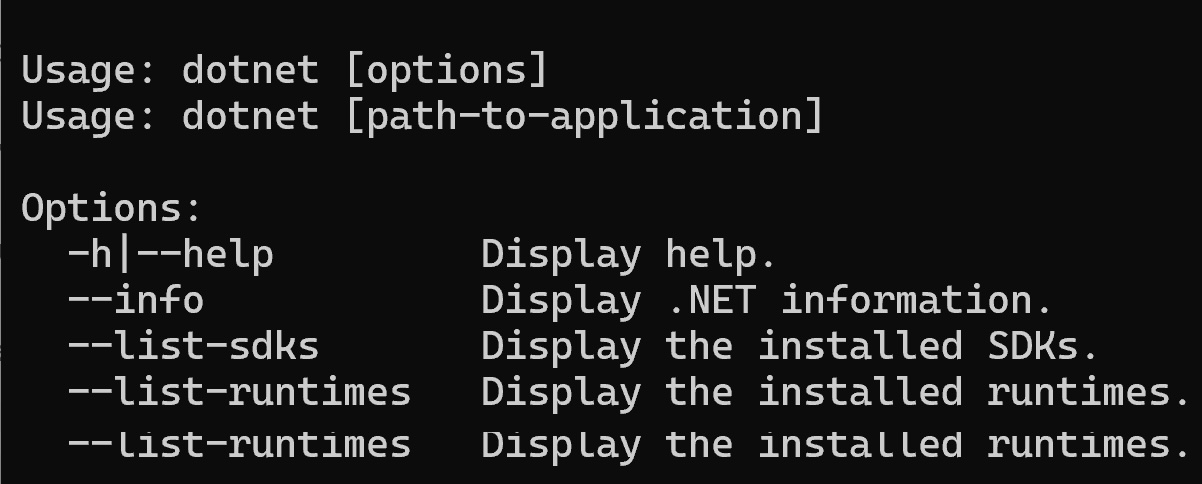 Usage: dotnet [options]
Usage: dotnet [path-to-application]
Options:
-h|--help Display help.
--info Display .NET information.
--list-sdks Display the installed SDKs.
--list-runtimes Display the installed runtimes.
--list-runtimes Display the installed runtimes.